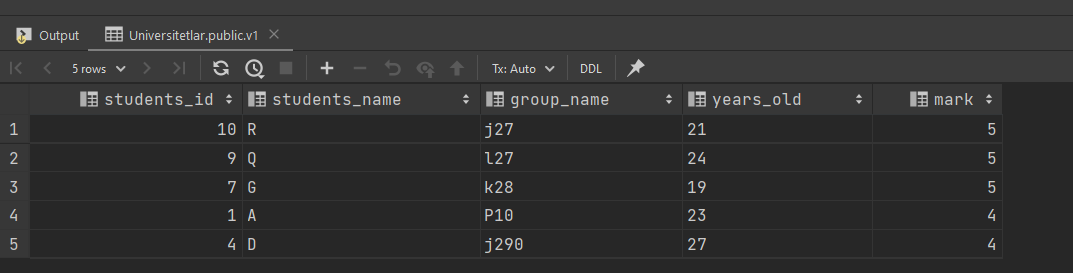 Output Universitetlar.public.v1
5 rows Tx: Auto DDL
students_id students_name group_name years_old mark
1 10 R j27 21 5
2 9 Q l27 24 5
3 7 G k28 19 5
4 1 A P10 23 4
5 4 D j290 27 4